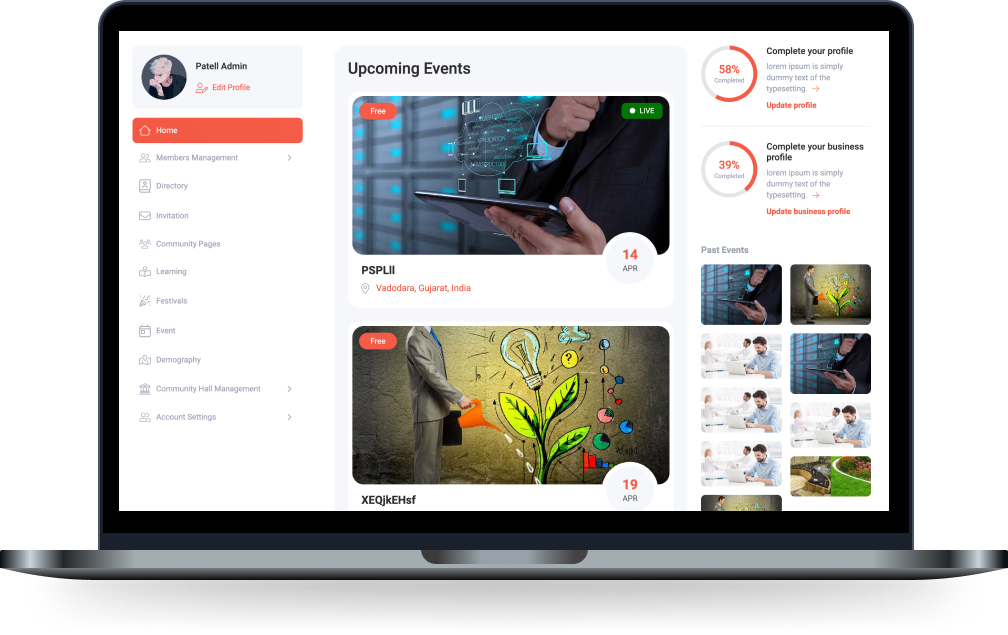 Patell Admin
Edit Profile
Home
Members Management
Directory
Invitation
Community Pages
Learning
Festivals
Event
Demography
Community Hall Management
Account Settings
Upcoming Events
Free
LIVE
APPLICATION
INFRASTRUCTURE
14
APR
PSPLII
Vadodara, Gujarat, India
Free
19
APR
XEQjkEHsf
58%
Completed
Complete your profile
lorem ipsum is simply
dummy text of the
typesetting. →
Update profile
39%
Completed
Complete your business
profile
lorem ipsum is simply
dummy text of the
typesetting. →
Update business profile
Past Events